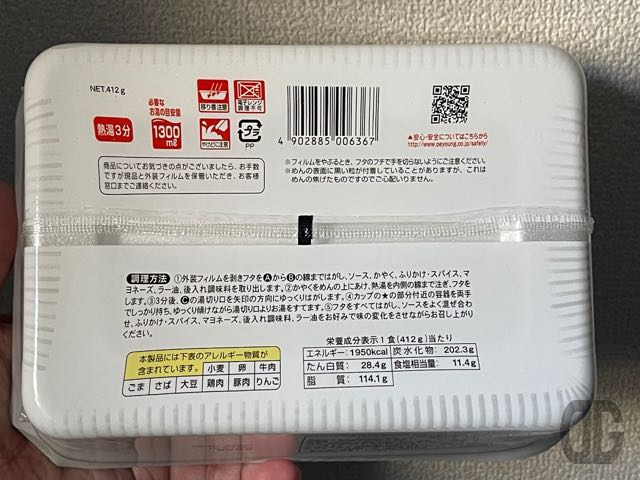 NET.412g
熱湯3分
必要な
お湯の目安量
1300
mℓ
移り香注意
電子レンジ
調理不可
やけどに注意
プラ
PP
4 902885 006367
▲安心・安全についてはこちらから
http://www.peyoung.co.jp/safety/
商品についてお気づきの点がございましたら、お手数
ですが現品と外装フィルムを保管いただき、お客様
窓口までご連絡ください。
※フィルムをやぶるとき、フタのフチで手を切らないようにご注意ください。
※めんの表面に黒い粒が付着していることがありますが、これは
めんの焦げたものですのでご心配いりません。
調理方法 ①外装フィルムを剥きフタをAからBの線まではがし、ソース、かやく、ふりかけ・スパイス、マ
ヨネーズ、ラー油、後入れ調味料を取り出します。②かやくをめんの上にあけ、熱湯を内側の線まで注ぎ、フタを
します。③3分後、Cの湯切り口を矢印の方向にゆっくりはがします。④カップの★の部分付近の容器を両手
でしっかり持ち、ゆっくり傾けながら湯切り口よりお湯をすてます。⑤フタをすべてはがし、ソースをよく混ぜ合わ
せ、ふりかけ・スパイス、マヨネーズ、後入れ調味料、ラー油をお好みで味の変化をさせながらお召し上がり
ください。
本製品には下表のアレルギー物質が
含まれています。 小麦 卵 牛肉
ごま さば 大豆 鶏肉 豚肉 りんご
栄養成分表示1食(412g)当たり
エネルギー:1950kcal 炭水化物:202.3g
たん白質:28.4g 食塩相当量:11.4g
脂質:114.1g
OG